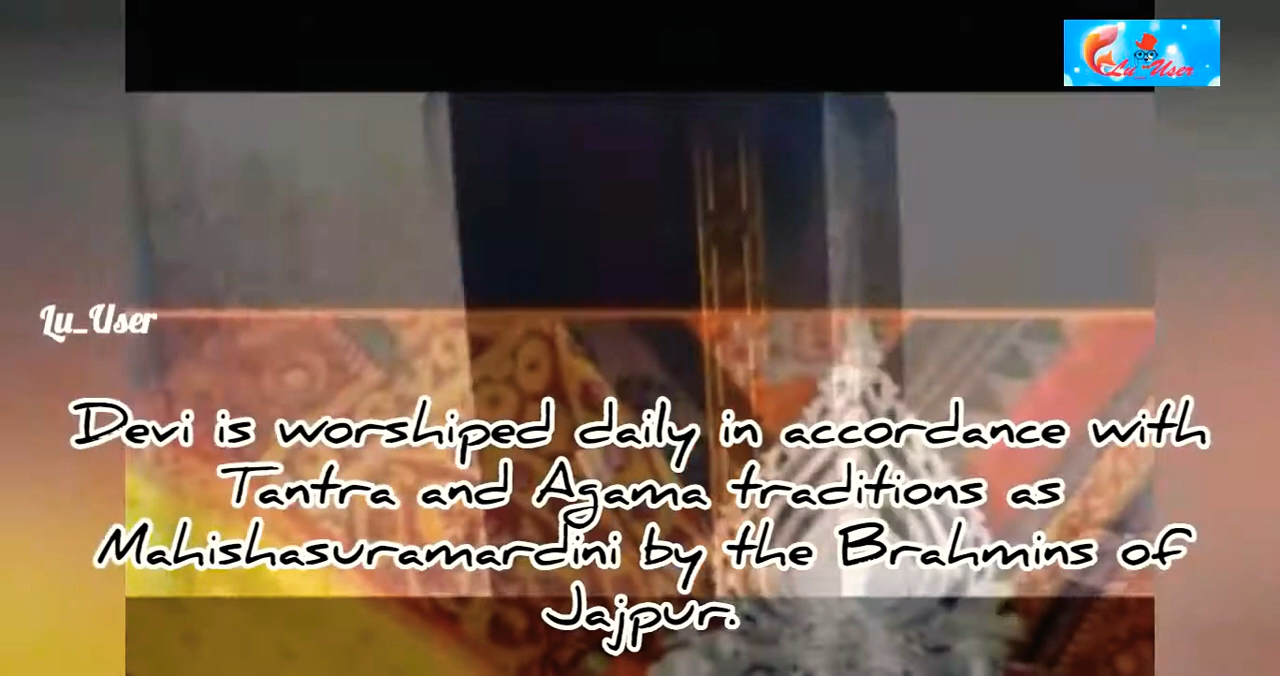 Lu_User
Lu_User
Devi is worshiped daily in accordance with
Tantra and Agama traditions as
Mahishasuramardini by the Brahmins of
Jajpur.